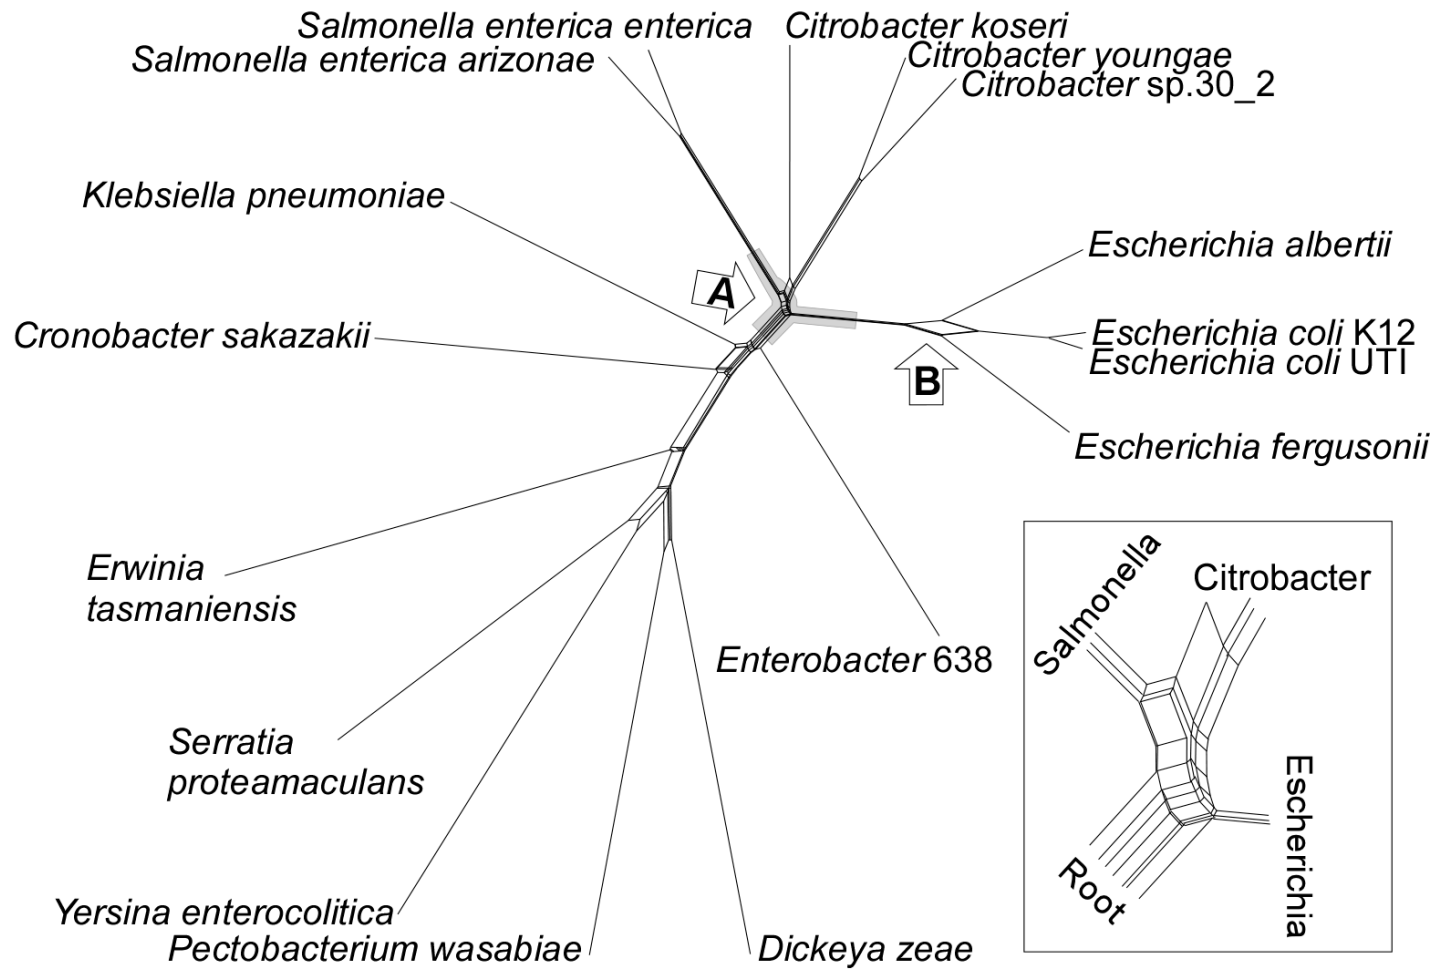 Salmonella enterica enterica
Citrobacter koseri
Salmonella enterica arizonae
Citrobacter youngae
Citrobacter sp.30_2
Klebsiella pneumoniae
Escherichia albertii
A
Cronobacter sakazakii
Escherichia coli K12
Escherichia coli UTI
B
Escherichia fergusonii
Erwinia
tasmaniensis
Enterobacter 638
Serratia
proteamaculans
Yersina enterocolitica
Pectobacterium wasabiae
Dickeya zeae
Salmonella
Citrobacter
Escherichia
Root